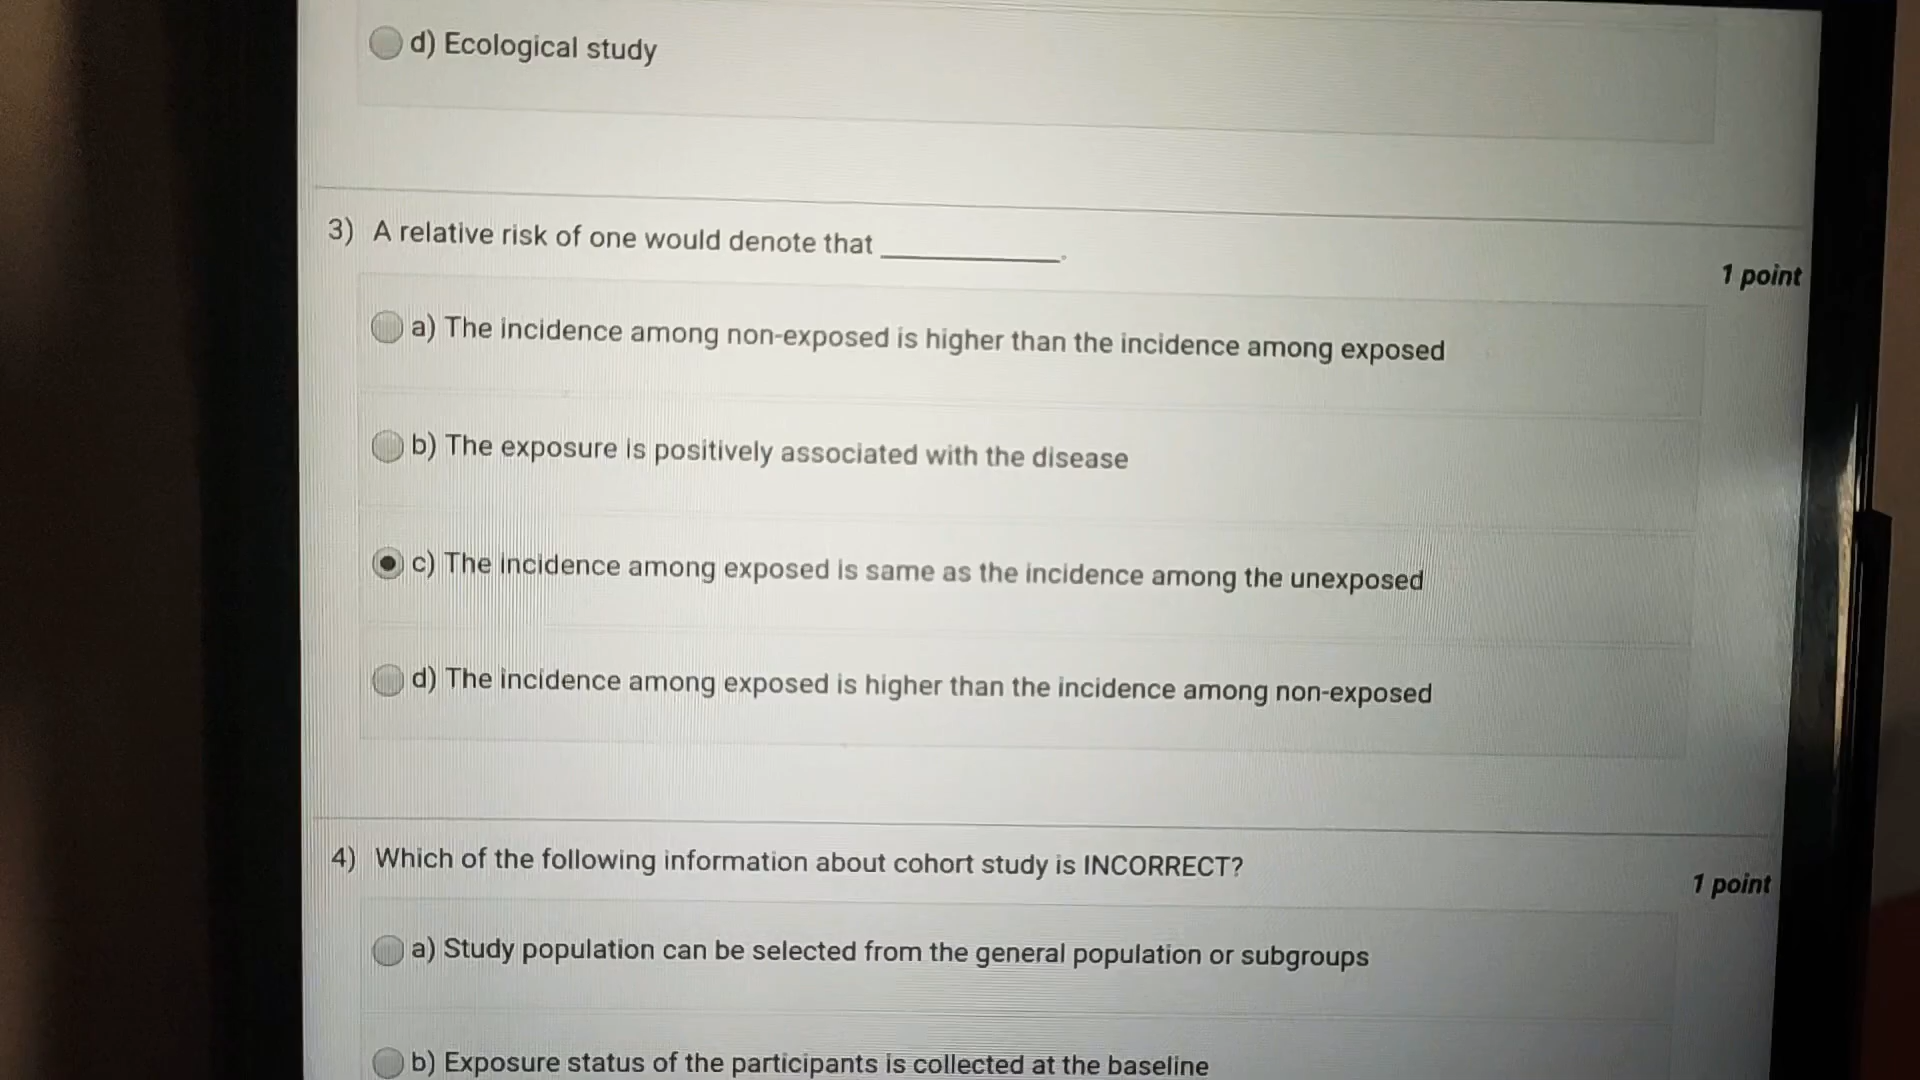 d) Ecological study
3) A relative risk of one would denote that ____________.
1 point
a) The incidence among non-exposed is higher than the incidence among exposed
b) The exposure is positively associated with the disease
c) The incidence among exposed is same as the incidence among the unexposed
d) The incidence among exposed is higher than the incidence among non-exposed
4) Which of the following information about cohort study is INCORRECT?
1 point
a) Study population can be selected from the general population or subgroups
b) Exposure status of the participants is collected at the baseline